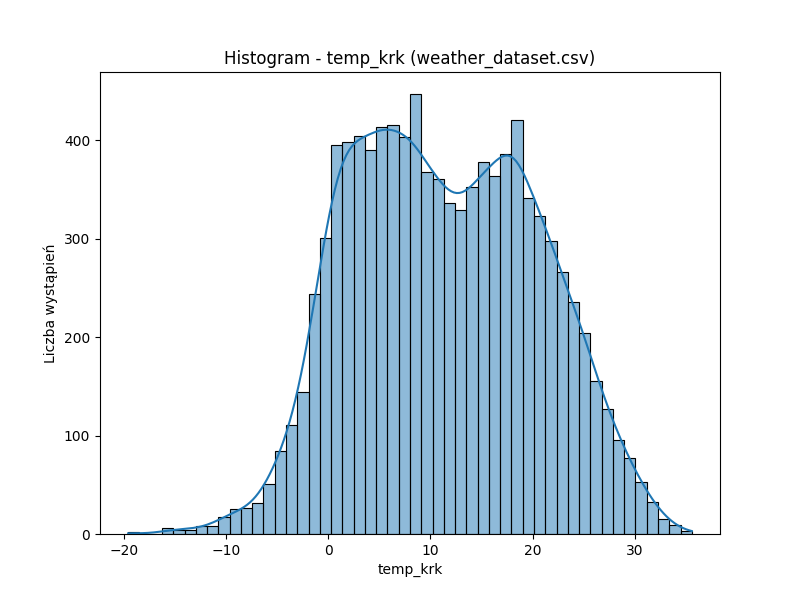 Histogram - temp_krk (weather_dataset.csv)
400
300
200
100
0
Liczba wystąpień
−20 −10 0 10 20 30
temp_krk